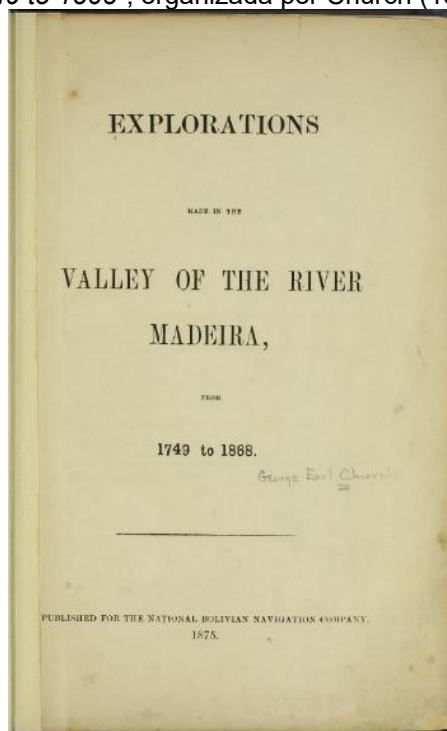 organizada por Church
EXPLORATIONS
MADE IN THE
VALLEY OF THE RIVER
MADEIRA,
FROM
1749 to 1868.
George Earl Church
PUBLISHED FOR THE NATIONAL BOLIVIAN NAVIGATION COMPANY.
1875.